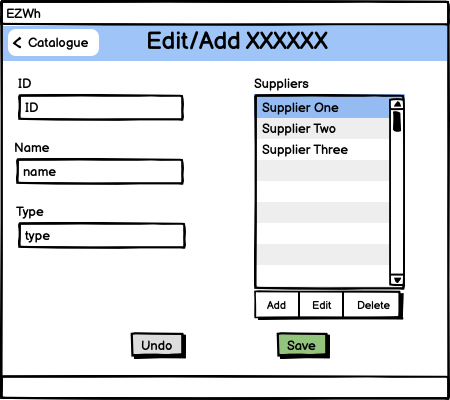 EZWh
Catalogue
Edit/Add XXXXXX
ID
ID
Name
name
Type
type
Suppliers
Supplier One
Supplier Two
Supplier Three
Add Edit Delete
Undo Save